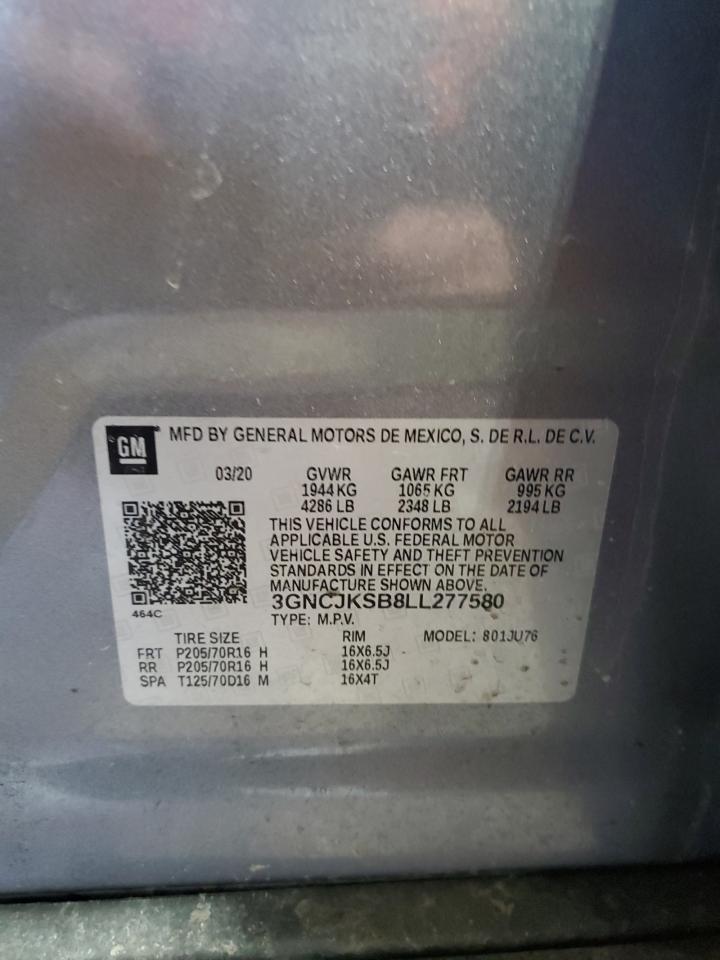 GM
MFD BY GENERAL MOTORS DE MEXICO, S. DE R.L. DE C.V.
03/20 GVWR GAWR FRT GAWR RR
1944 KG 1065 KG 995 KG
4286 LB 2348 LB 2194 LB
THIS VEHICLE CONFORMS TO ALL
APPLICABLE U.S. FEDERAL MOTOR
VEHICLE SAFETY AND THEFT PREVENTION
STANDARDS IN EFFECT ON THE DATE OF
MANUFACTURE SHOWN ABOVE.
3GNCJKSB8LL277580
464C
TYPE: M.P.V.
TIRE SIZE RIM MODEL: 801JU76
FRT P205/70R16 H 16X6.5J
RR P205/70R16 H 16X6.5J
SPA T125/70D16 M 16X4T